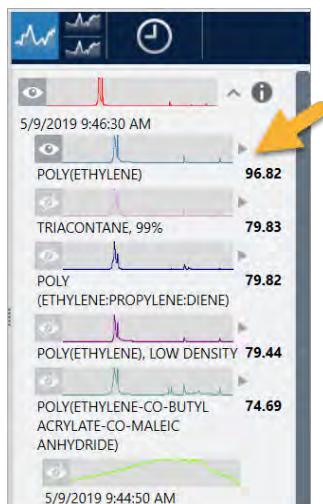 5/9/2019 9:46:30 AM
POLY(ETHYLENE) 96.82
TRIACONTANE, 99% 79.83
POLY 79.82
(ETHYLENE:PROPYLENE:DIENE)
POLY(ETHYLENE), LOW DENSITY 79.44
POLY(ETHYLENE-CO-BUTYL 74.69
ACRYLATE-CO-MALEIC
ANHYDRIDE)
5/9/2019 9:44:50 AM